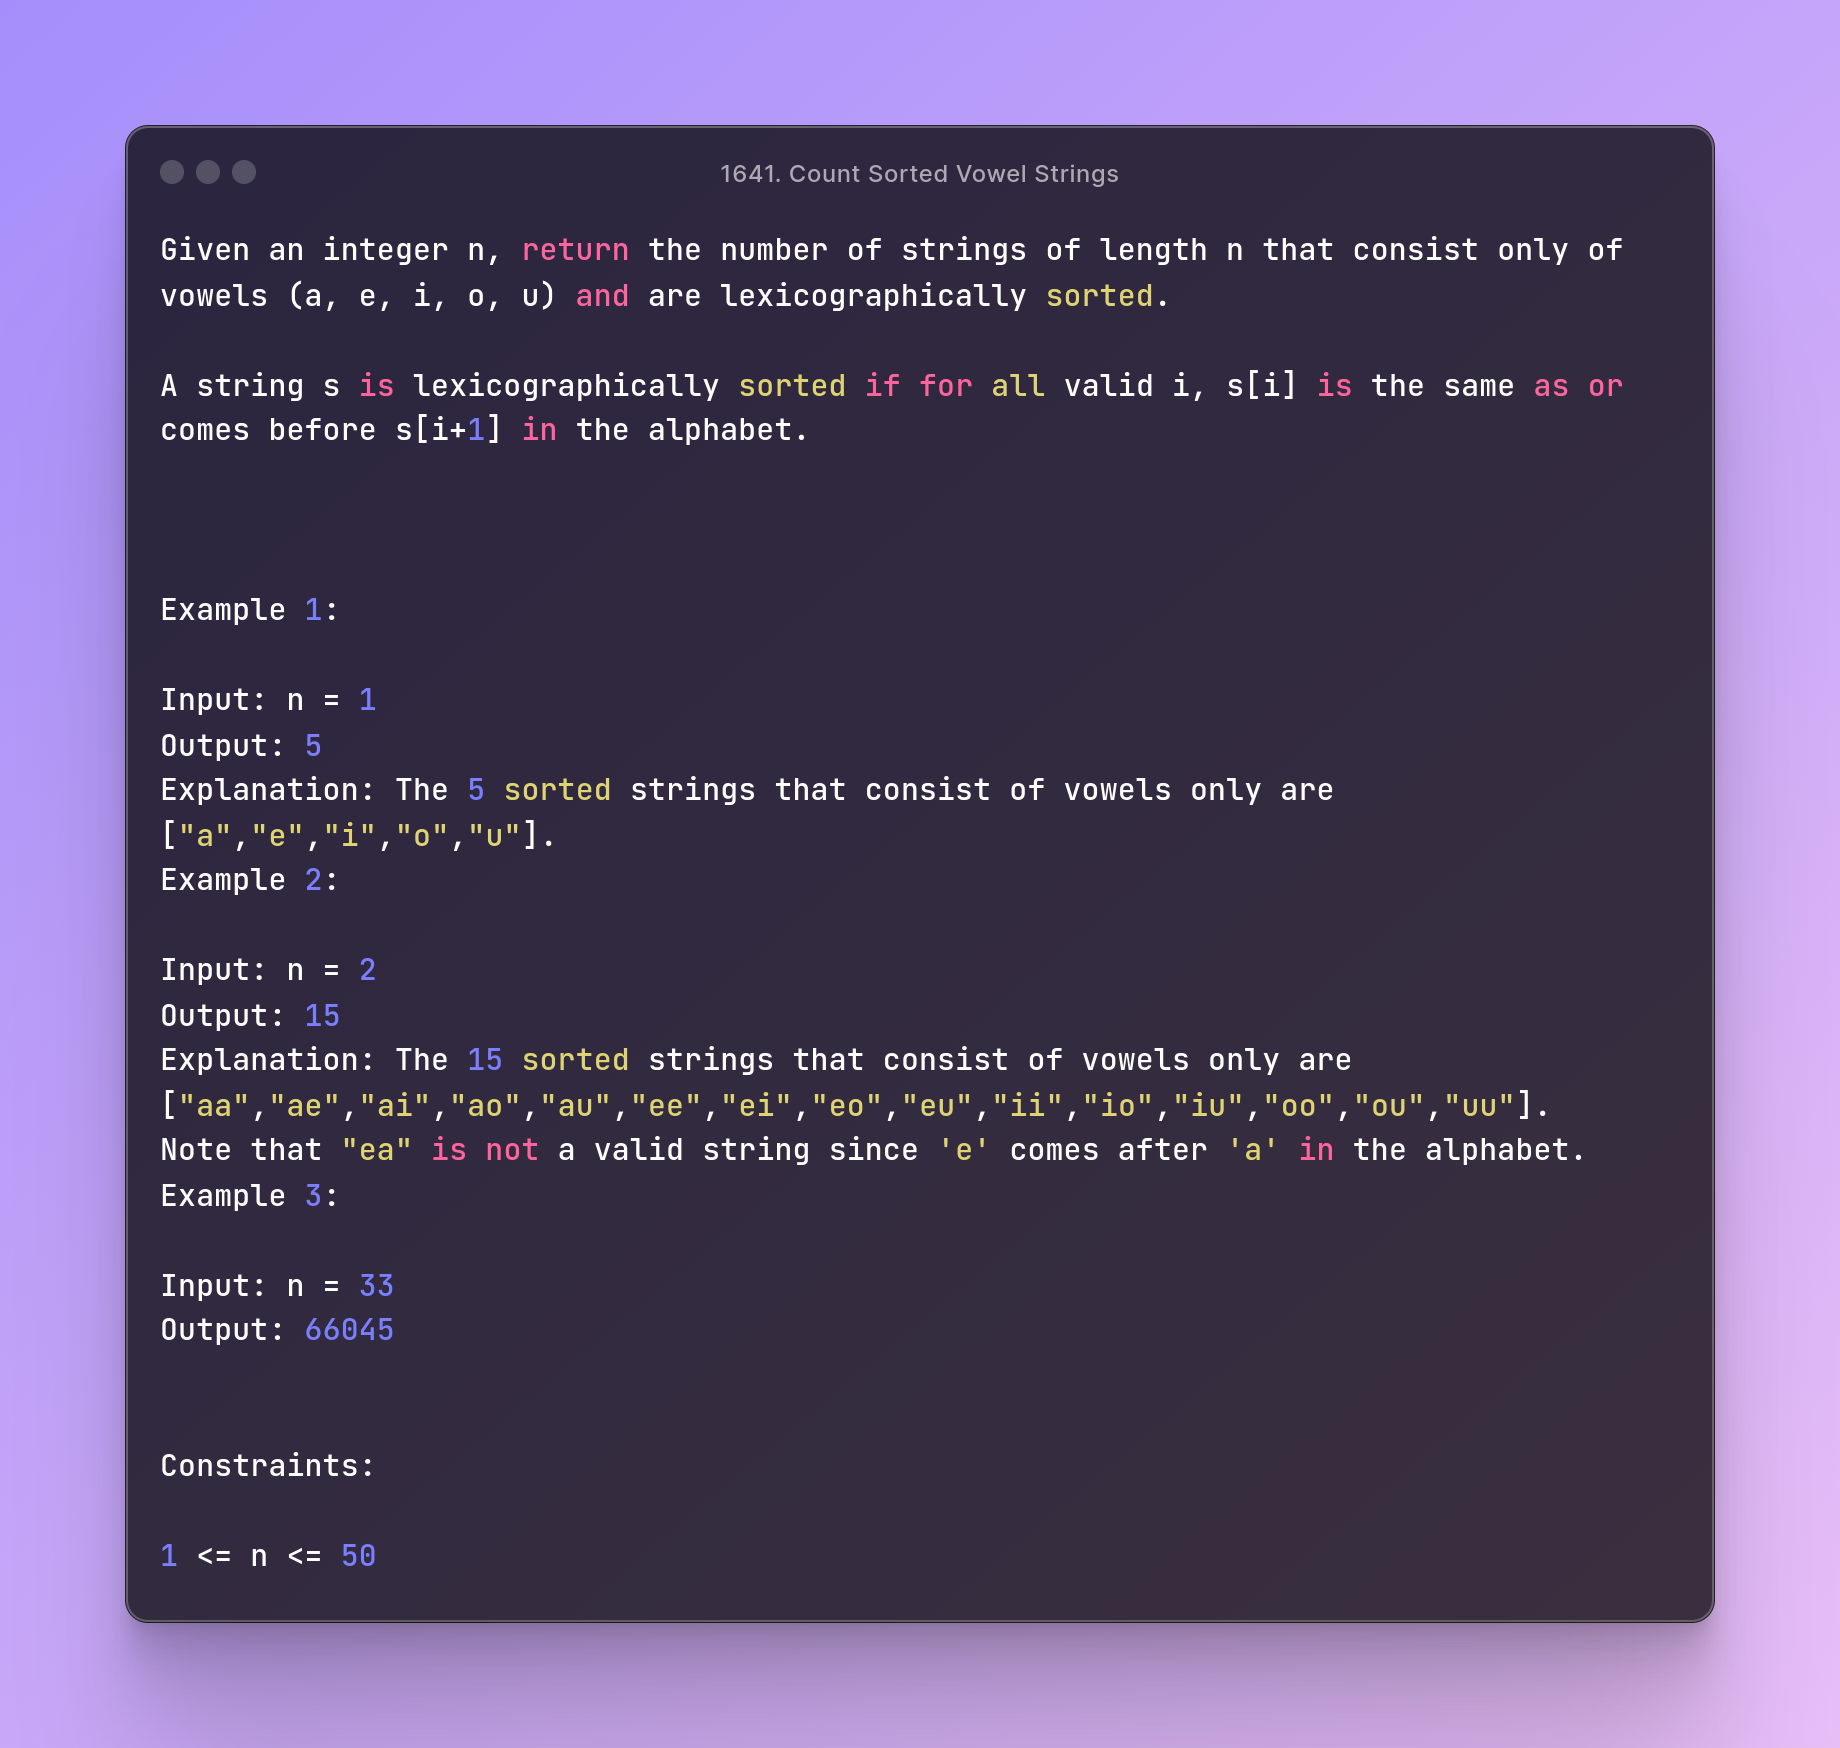 1641. Count Sorted Vowel Strings
Given an integer n, return the number of strings of length n that consist only of
vowels (a, e, i, o, u) and are lexicographically sorted.
A string s is lexicographically sorted if for all valid i, s[i] is the same as or
comes before s[i+1] in the alphabet.
Example 1:
Input: n = 1
Output: 5
Explanation: The 5 sorted strings that consist of vowels only are
["a","e","i","o","u"].
Example 2:
Input: n = 2
Output: 15
Explanation: The 15 sorted strings that consist of vowels only are
["aa","ae","ai","ao","au","ee","ei","eo","eu","ii","io","iu","oo","ou","uu"].
Note that "ea" is not a valid string since 'e' comes after 'a' in the alphabet.
Example 3:
Input: n = 33
Output: 66045
Constraints:
1 <= n <= 50